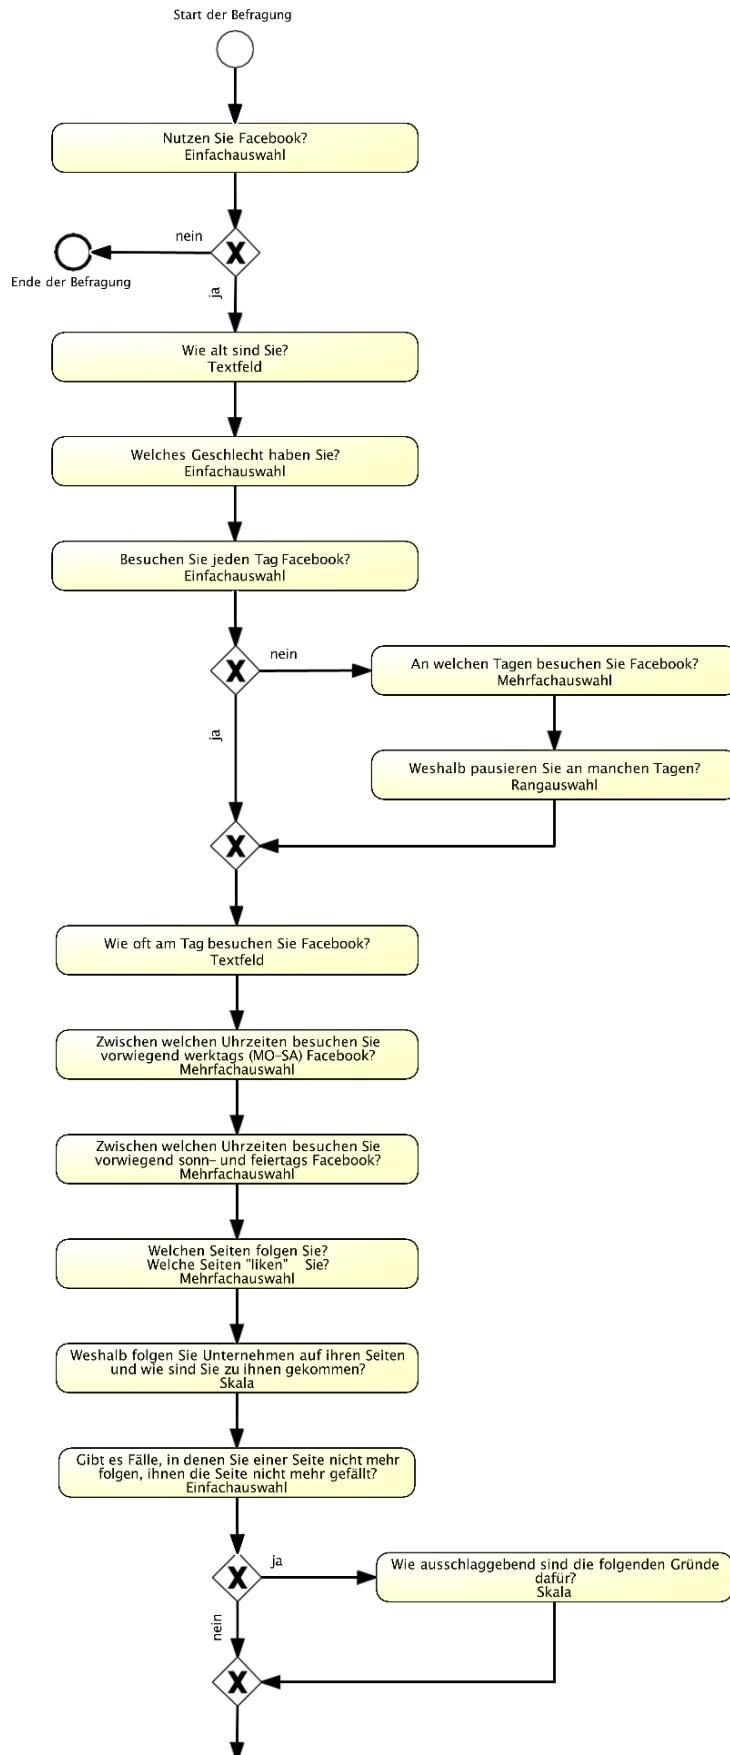 Start der Befragung
Nutzen Sie Facebook?
Einfachauswahl
nein
X
Ende der Befragung
ja
Wie alt sind Sie?
Textfeld
Welches Geschlecht haben Sie?
Einfachauswahl
Besuchen Sie jeden Tag Facebook?
Einfachauswahl
nein
X
An welchen Tagen besuchen Sie Facebook?
Mehrfachauswahl
ja
Weshalb pausieren Sie an manchen Tagen?
Rangauswahl
X
Wie oft am Tag besuchen Sie Facebook?
Textfeld
Zwischen welchen Uhrzeiten besuchen Sie
vorwiegend werktags (MO-SA) Facebook?
Mehrfachauswahl
Zwischen welchen Uhrzeiten besuchen Sie
vorwiegend sonn- und feiertags Facebook?
Mehrfachauswahl
Welchen Seiten folgen Sie?
Welche Seiten "liken" Sie?
Mehrfachauswahl
Weshalb folgen Sie Unternehmen auf ihren Seiten
und wie sind Sie zu ihnen gekommen?
Skala
Gibt es Fälle, in denen Sie einer Seite nicht mehr
folgen, ihnen die Seite nicht mehr gefällt?
Einfachauswahl
ja
X
Wie ausschlaggebend sind die folgenden Gründe
dafür?
Skala
nein
X